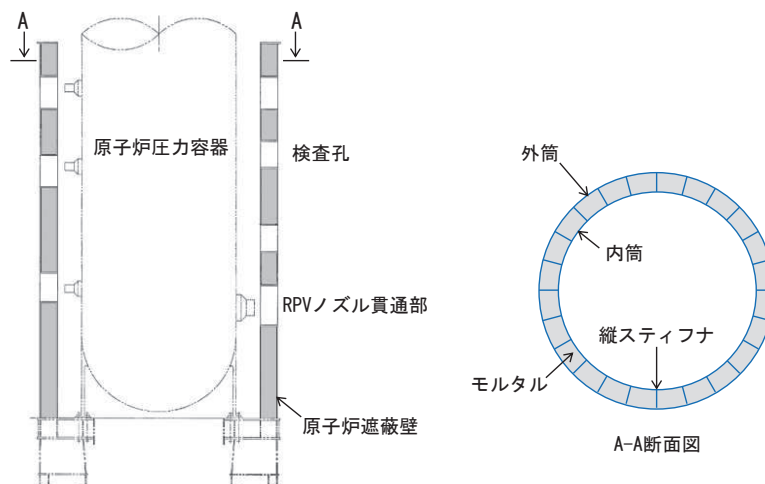 A
A
原子炉圧力容器
検査孔
RPVノズル貫通部
原子炉遮蔽壁
外筒
内筒
縦スティフナ
モルタル
A-A断面図